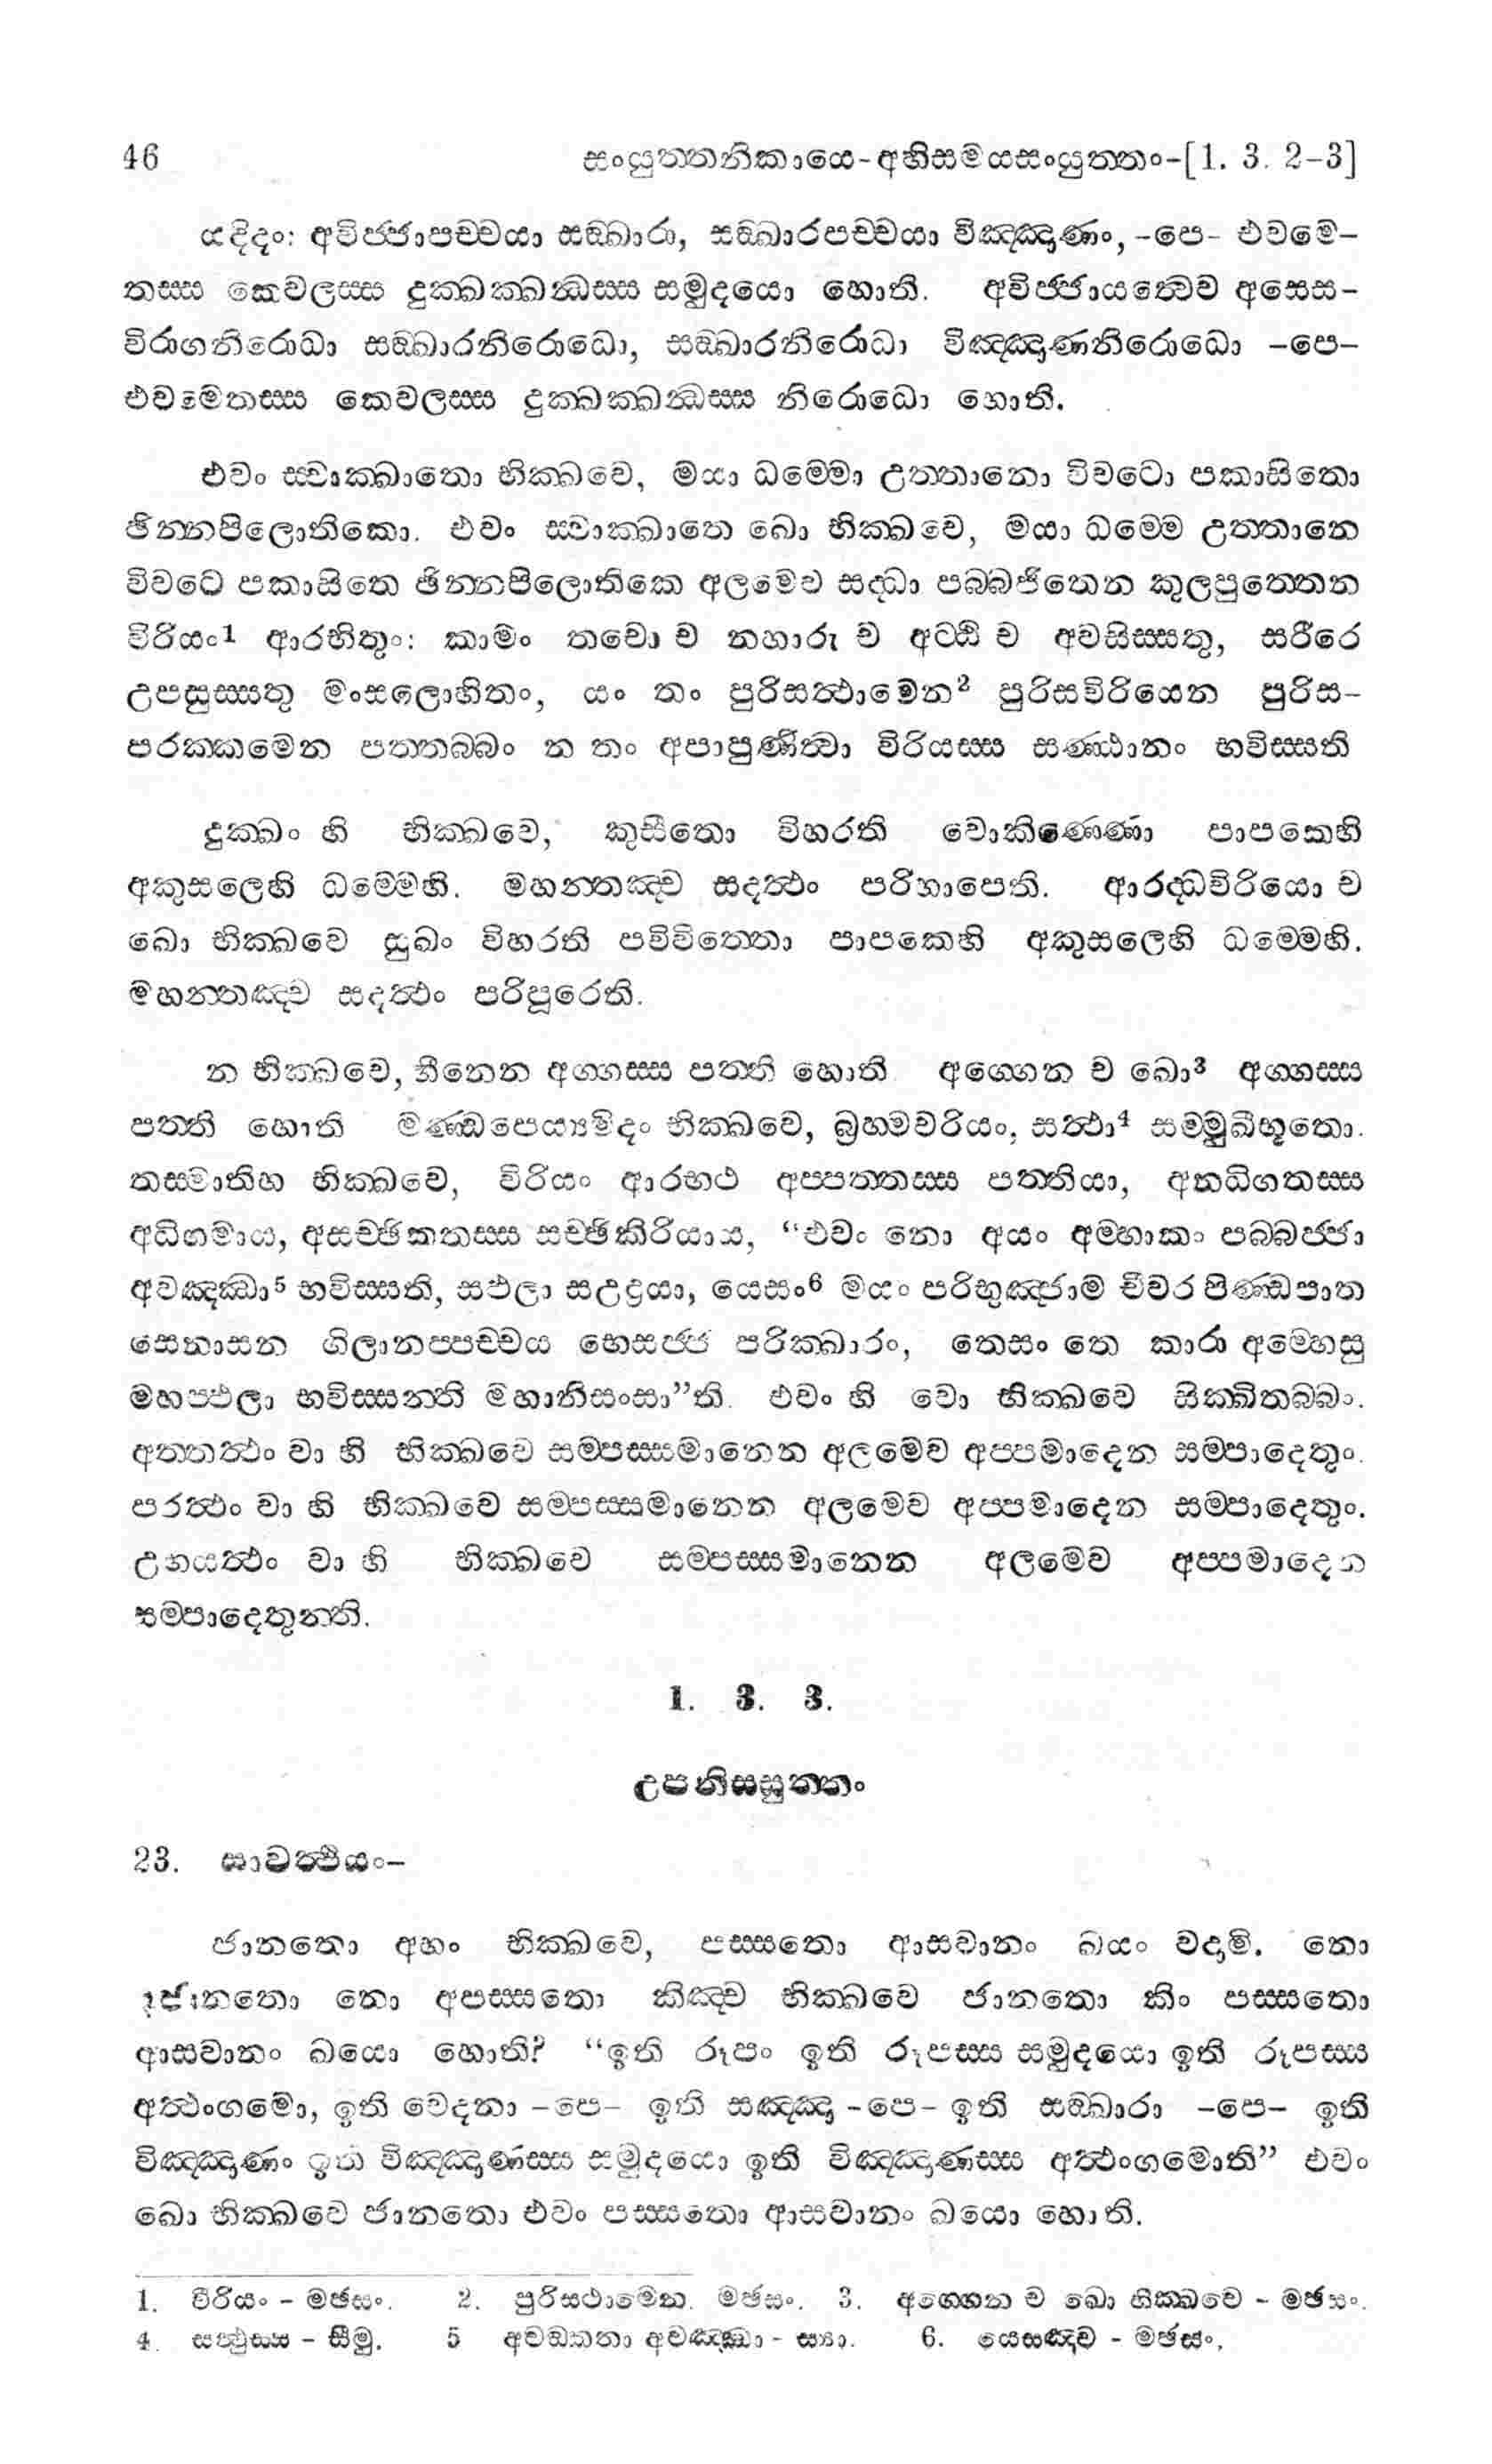 46 සංයුත්තනිකායෙ-අභිසමයසංයුත්තං-[1. 3. 2-3]
යදිදං: අවිජ්ජාපච්චයා සඞ්ඛාරා, සඞ්ඛාරපච්චයා විඤ්ඤාණං, -පෙ- එවමෙ-
තස්ස කෙවලස්ස දුක්ඛක්ඛන්ධස්ස සමුදයො හොති. අවිජ්ජායත්වෙව අසෙස-
විරාගනිරොධා සඞ්ඛාරනිරොධො, සඞ්ඛාරනිරොධා විඤ්ඤාණනිරොධො -පෙ-
එවමෙතස්ස කෙවලස්ස දුක්ඛක්ඛන්ධස්ස නිරොධො හොති.
එවං ස්වාක්ඛාතො භික්ඛවෙ, මයා ධම්මො උත්තානො විවටො පකාසිතො
ඡින්නපිලොතිකො. එවං ස්වාක්ඛාතෙ ඛො භික්ඛවෙ, මයා ධම්මෙ උත්තානෙ
විවටෙ පකාසිතෙ ඡින්නපිලොතිකෙ අලමෙව සද්ධා පබ්බජිතෙන කුලපුත්තෙන
විරියං1 ආරභිතුං: කාමං තචො ච නහාරු ච අට්ඨි ච අවසිස්සතු, සරීරෙ
උපසුස්සතු මංසලොහිතං, යං තං පුරිසත්ථාමෙන2 පුරිසවිරියෙන පුරිස-
පරක්කමෙන පත්තබ්බං න තං අපාපුණිත්වා විරියස්ස සණ්ඨානං භවිස්සති
දුක්ඛං හි භික්ඛවෙ, කුසීතො විහරති වොකිණ්ණො පාපකෙහි
අකුසලෙහි ධම්මෙහි. මහන්තඤ්ච සදත්ථං පරිහාපෙති. ආරද්ධවිරියො ච
ඛො භික්ඛවෙ සුඛං විහරති පවිවිත්තො පාපකෙහි අකුසලෙහි ධම්මෙහි.
මහන්තඤ්ච සදත්ථං පරිපූරෙති.
න භික්ඛවෙ, හීනෙන අග්ගස්ස පත්ති හොති අග්ගෙන ච ඛො3 අග්ගස්ස
පත්ති හොති මණ්ඩපෙය්‍යමිදං භික්ඛවෙ, බ්‍රහ්මචරියං, සත්ථා4 සම්මුඛීභූතො.
තස්මාතිහ භික්ඛවෙ, විරියං ආරභථ අප්පත්තස්ස පත්තියා, අනධිගතස්ස
අධිගමාය, අසච්ඡිකතස්ස සච්ඡිකිරියාය, “එවං නො අයං අම්හාකං පබ්බජ්ජා
අවඤ්ඣා5 භවිස්සති, සඵලා සඋද්‍රයා, යෙසං6 මයං පරිභුඤ්ජාම චීවර පිණ්ඩපාත
සෙනාසන ගිලානප්පච්චය භෙසජ්ජ පරික්ඛාරං, තෙසං තෙ කාරා අම්හෙසු
මහප්ඵලා භවිස්සන්ති මහානිසංසා”ති. එවං හි වො භික්ඛවෙ සික්ඛිතබ්බං.
අත්තත්ථං වා හි භික්ඛවෙ සම්පස්සමානෙන අලමෙව අප්පමාදෙන සම්පාදෙතුං.
පරත්ථං වා හි භික්ඛවෙ සම්පස්සමානෙන අලමෙව අප්පමාදෙන සම්පාදෙතුං.
උභයත්ථං වා හි භික්ඛවෙ සම්පස්සමානෙන අලමෙව අප්පමාදෙන
සම්පාදෙතුන්ති.
1. 3. 3.
උපනිසසුත්තං
23. සාවත්ථියං–
ජානතො අහං භික්ඛවෙ, පස්සතො ආසවානං ඛයං වදාමි. නො
අජානතො නො අපස්සතො කිඤ්ච භික්ඛවෙ ජානතො කිං පස්සතො
ආසවානං ඛයො හොති? “ඉති රූපං ඉති රූපස්ස සමුදයො ඉති රූපස්ස
අත්ථංගමො, ඉති වෙදනා -පෙ- ඉති සඤ්ඤා -පෙ- ඉති සඞ්ඛාරා -පෙ- ඉති
විඤ්ඤාණං ඉති විඤ්ඤාණස්ස සමුදයො ඉති විඤ්ඤාණස්ස අත්ථංගමොති” එවං
ඛො භික්ඛවෙ ජානතො එවං පස්සතො ආසවානං ඛයො හොති.
1. වීරියං - මඡසං. 2. පුරිසථාමෙන. මඡසං. 3. අග්ගෙන ච ඛො භික්ඛවෙ - මඡසං.
4. සත්ථුස්ස - සීමු. 5 අවඞ්කතා අවඤ්ඣා - ස්‍යා. 6. යෙසඤ්ච - මඡසං,